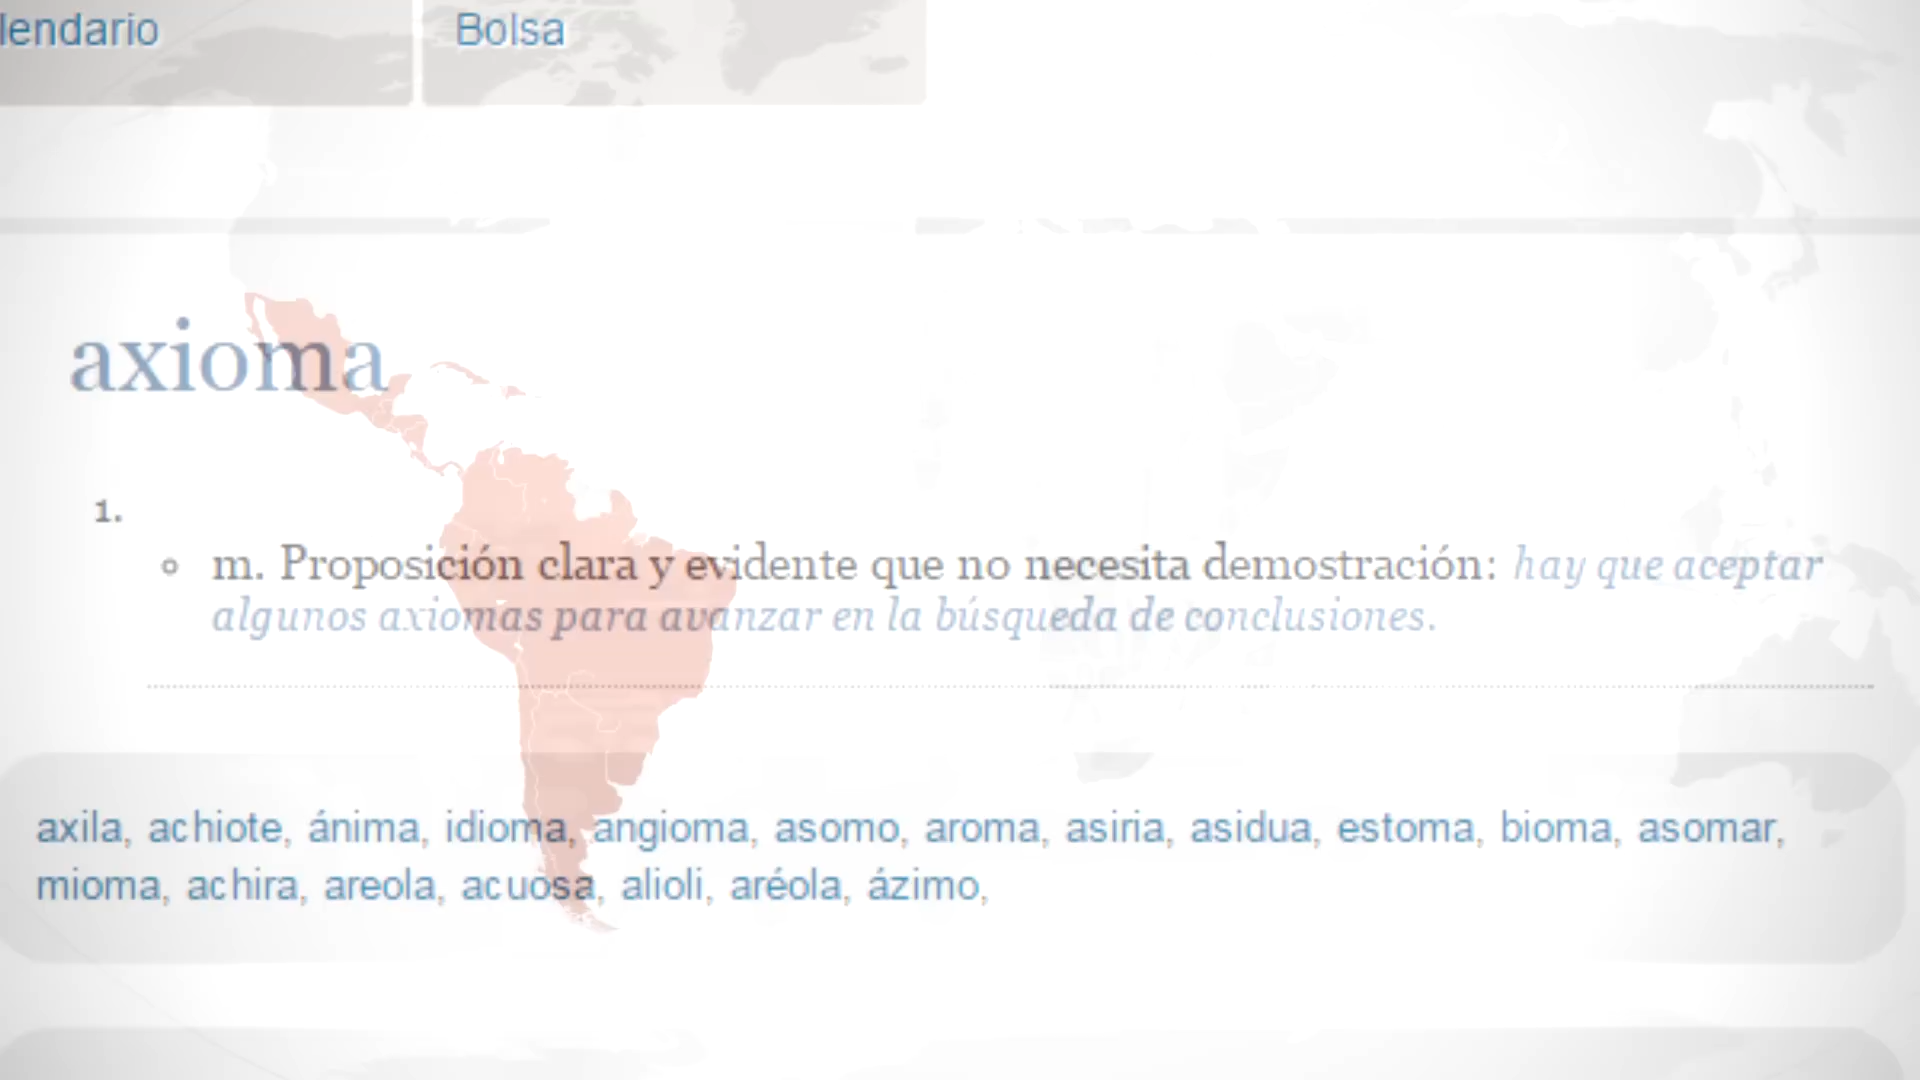 lendario
Bolsa
axioma
1.
m. Proposición clara y evidente que no necesita demostración: hay que aceptar
algunos axiomas para avanzar en la búsqueda de conclusiones.
axila, achiote, ánima, idioma, angioma, asomo, aroma, asiria, asidua, estoma, bioma, asomar,
mioma, achira, areola, acuosa, alioli, aréola, ázimo,